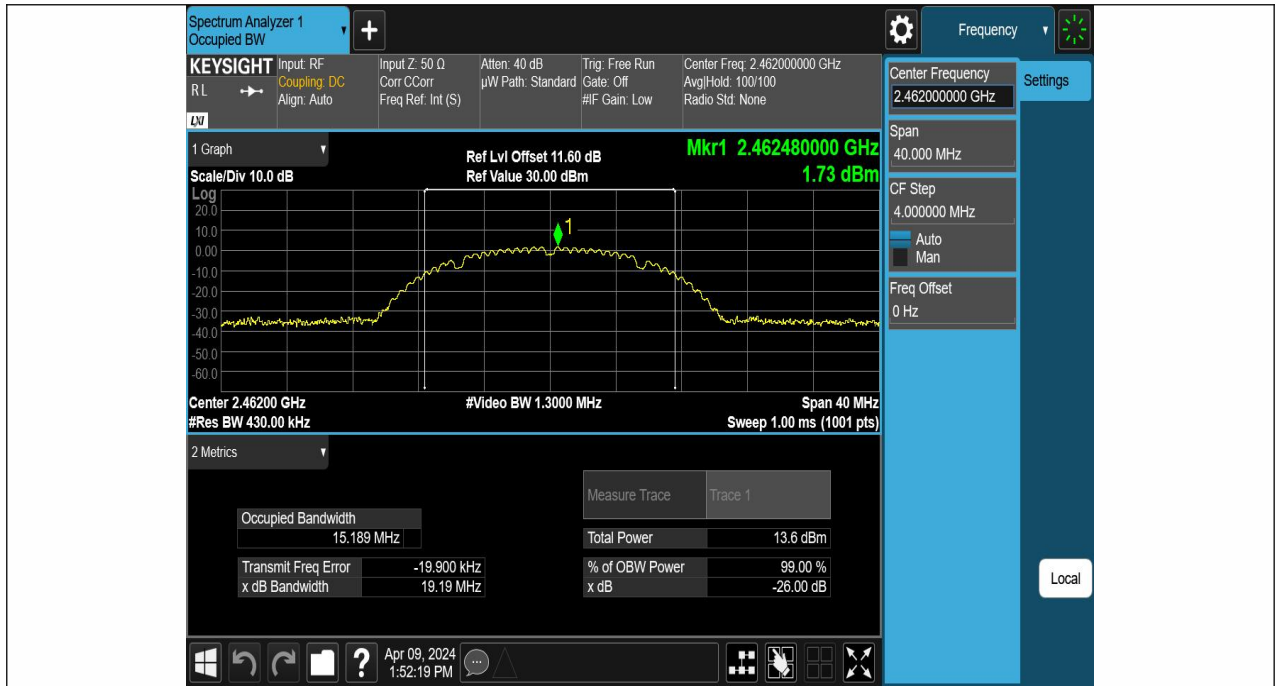 Spectrum Analyzer 1
Occupied BW
Frequency
KEYSIGHT
RL
LXI
Input: RF
Coupling: DC
Align: Auto
Input Z: 50 Ω
Corr CCorr
Freq Ref: Int (S)
Atten: 40 dB
µW Path: Standard
Trig: Free Run
Gate: Off
#IF Gain: Low
Center Freq: 2.462000000 GHz
Avg|Hold: 100/100
Radio Std: None
Center Frequency
2.462000000 GHz
Settings
Span
40.000 MHz
CF Step
4.000000 MHz
Auto
Man
Freq Offset
0 Hz
Local
1 Graph
Scale/Div 10.0 dB
Ref Lvl Offset 11.60 dB
Ref Value 30.00 dBm
Mkr1 2.462480000 GHz
1.73 dBm
Log
20.0
10.0
0.00
-10.0
-20.0
-30.0
-40.0
-50.0
-60.0
1
Center 2.46200 GHz
#Video BW 1.3000 MHz
Span 40 MHz
#Res BW 430.00 kHz
Sweep 1.00 ms (1001 pts)
2 Metrics
Measure Trace Trace 1
Occupied Bandwidth
15.189 MHz
Total Power 13.6 dBm
Transmit Freq Error -19.900 kHz
% of OBW Power 99.00 %
x dB Bandwidth 19.19 MHz
x dB -26.00 dB
Apr 09, 2024
1:52:19 PM